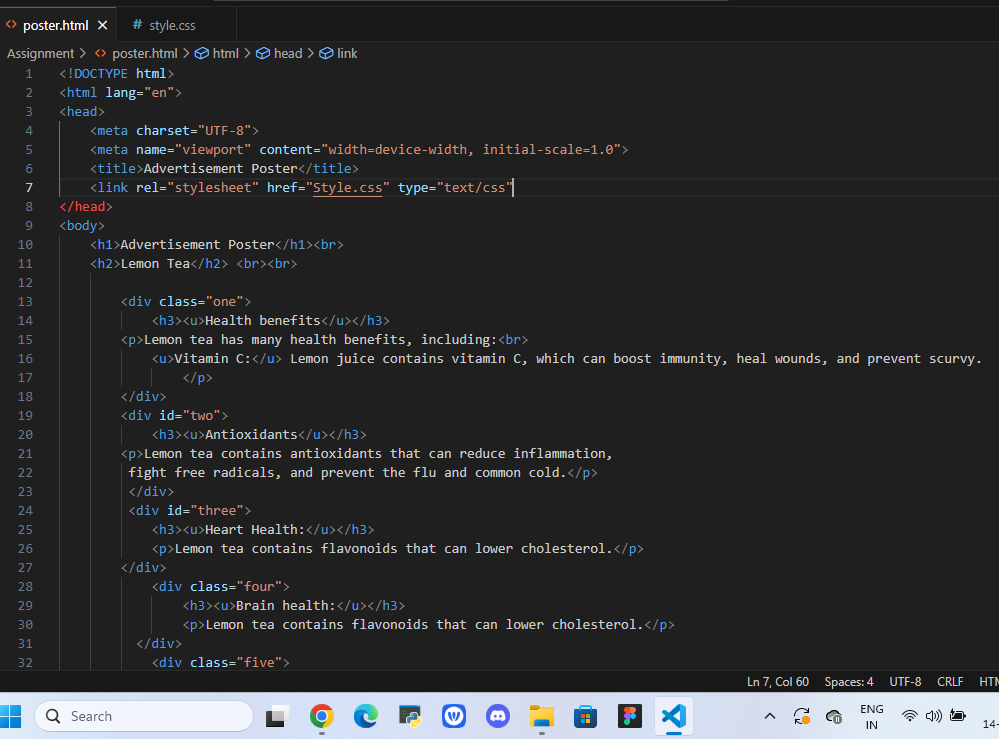 poster.html
# style.css
Assignment > poster.html > html > head > link
1 <!DOCTYPE html>
2 <html lang="en">
3 <head>
4 <meta charset="UTF-8">
5 <meta name="viewport" content="width=device-width, initial-scale=1.0">
6 <title>Advertisement Poster</title>
7 <link rel="stylesheet" href="Style.css" type="text/css"
8 </head>
9 <body>
10 <h1>Advertisement Poster</h1><br>
11 <h2>Lemon Tea</h2> <br><br>
12
13 <div class="one">
14 <h3><u>Health benefits</u></h3>
15 <p>Lemon tea has many health benefits, including:<br>
16 <u>Vitamin C:</u> Lemon juice contains vitamin C, which can boost immunity, heal wounds, and prevent scurvy.
17 </p>
18 </div>
19 <div id="two">
20 <h3><u>Antioxidants</u></h3>
21 <p>Lemon tea contains antioxidants that can reduce inflammation,
22 fight free radicals, and prevent the flu and common cold.</p>
23 </div>
24 <div id="three">
25 <h3><u>Heart Health:</u></h3>
26 <p>Lemon tea contains flavonoids that can lower cholesterol.</p>
27 </div>
28 <div class="four">
29 <h3><u>Brain health:</u></h3>
30 <p>Lemon tea contains flavonoids that can lower cholesterol.</p>
31 </div>
32 <div class="five">
Ln 7, Col 60 Spaces: 4 UTF-8 CRLF HTM
Search
ENG
IN
14-